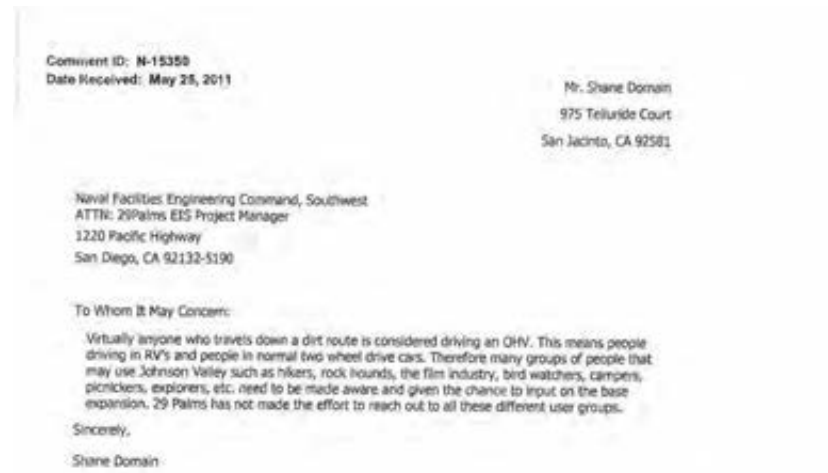 Comment ID: N-15350
Date Received: May 25, 2011
Mr. Shane Domain
975 Telluride Court
San Jacinto, CA 92581
Naval Facilities Engineering Command, Southwest
ATTN: 29Palms EIS Project Manager
1220 Pacific Highway
San Diego, CA 92132-5190
To Whom It May Concern:
Virtually anyone who travels down a dirt route is considered driving an OHV. This means people
driving in RV's and people in normal two wheel drive cars. Therefore many groups of people that
may use Johnson Valley such as hikers, rock hounds, the film industry, bird watchers, campers,
picnickers, explorers, etc. need to be made aware and given the chance to input on the base
expansion. 29 Palms has not made the effort to reach out to all these different user groups.
Sincerely,
Shane Domain